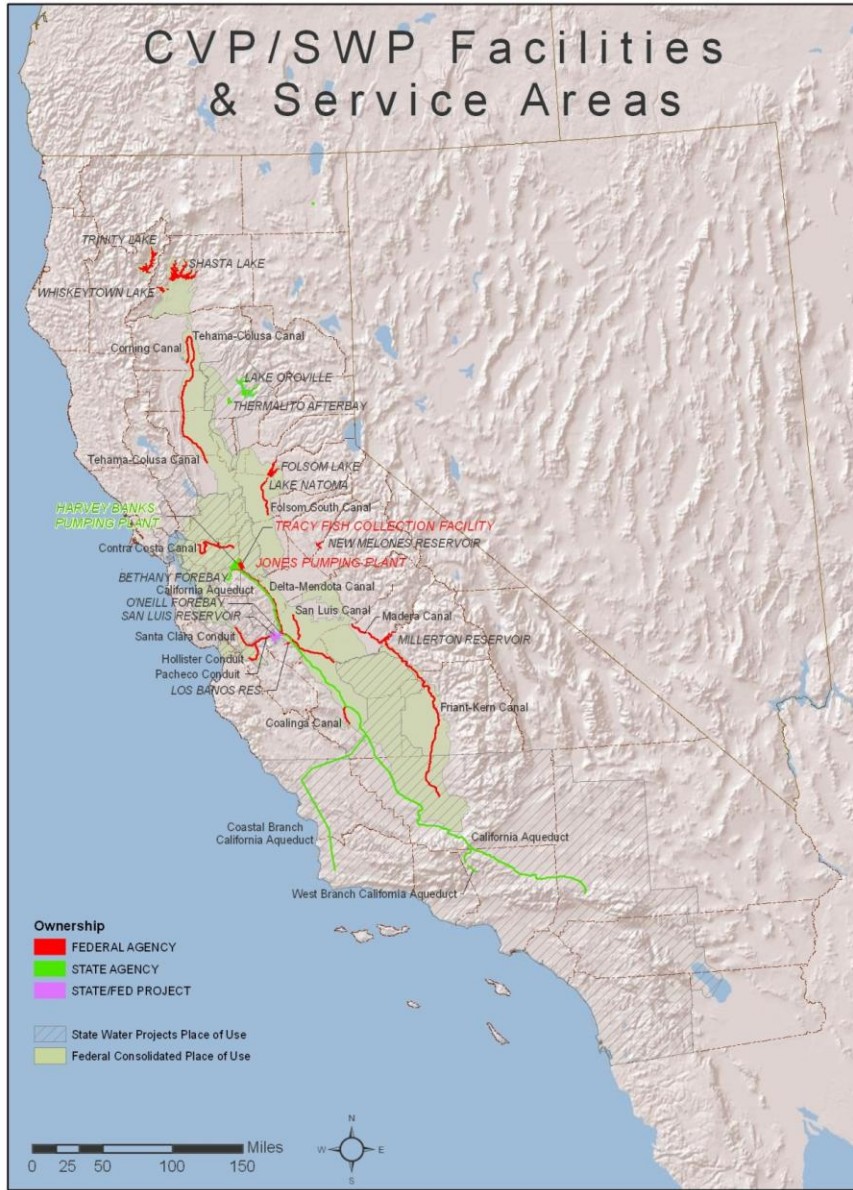 CVP/SWP Facilities
& Service Areas
TRINITY LAKE
SHASTA LAKE
WHISKEYTOWN LAKE
Tehama-Colusa Canal
Corning Canal
LAKE OROVILLE
THERMALITO AFTERBAY
Tehama-Colusa Canal
FOLSOM LAKE
LAKE NATOMA
Folsom South Canal
HARVEY BANKS
PUMPING PLANT
TRACY FISH COLLECTION FACILITY
NEW MELONES RESERVOIR
Contra Costa Canal
JONES PUMPING PLANT
BETHANY FOREBAY
Delta-Mendota Canal
California Aqueduct
O'NEILL FOREBAY
SAN LUIS RESERVOIR
San Luis Canal
Madera Canal
Santa Clara Conduit
MILLERTON RESERVOIR
Hollister Conduit
Pacheco Conduit
LOS BANOS RES.
Friant-Kern Canal
Coalinga Canal
Coastal Branch
California Aqueduct
California Aqueduct
West Branch California Aqueduct
Ownership
FEDERAL AGENCY
STATE AGENCY
STATE/FED PROJECT
State Water Projects Place of Use
Federal Consolidated Place of Use
N
W E
S
Miles
0 25 50 100 150